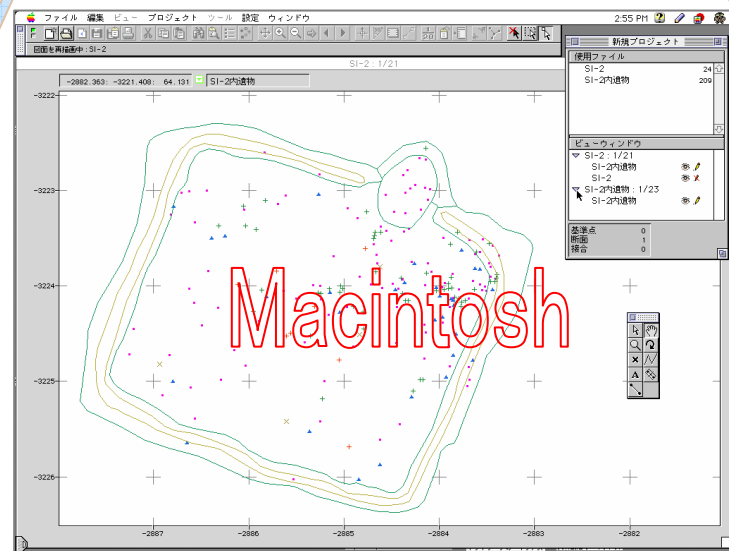 ファイル 編集 ビュー プロジェクト ツール 設定 ウィンドウ 2:55 PM
図面を再描画中：SI-2
SI-2 : 1/21
-2882.363: -3221.408: 64.131 SI-2内遺物
新規プロジェクト
使用ファイル
SI-2 24
SI-2内遺物 209
ビューウィンドウ
SI-2 : 1/21
SI-2内遺物
SI-2
SI-2内遺物 : 1/23
SI-2内遺物
基準点 0
断面 1
接合 0
-3222
-3223
-3224
-3225
-3226
Macintosh
A
-2887 -2886 -2885 -2884 -2883 -2882